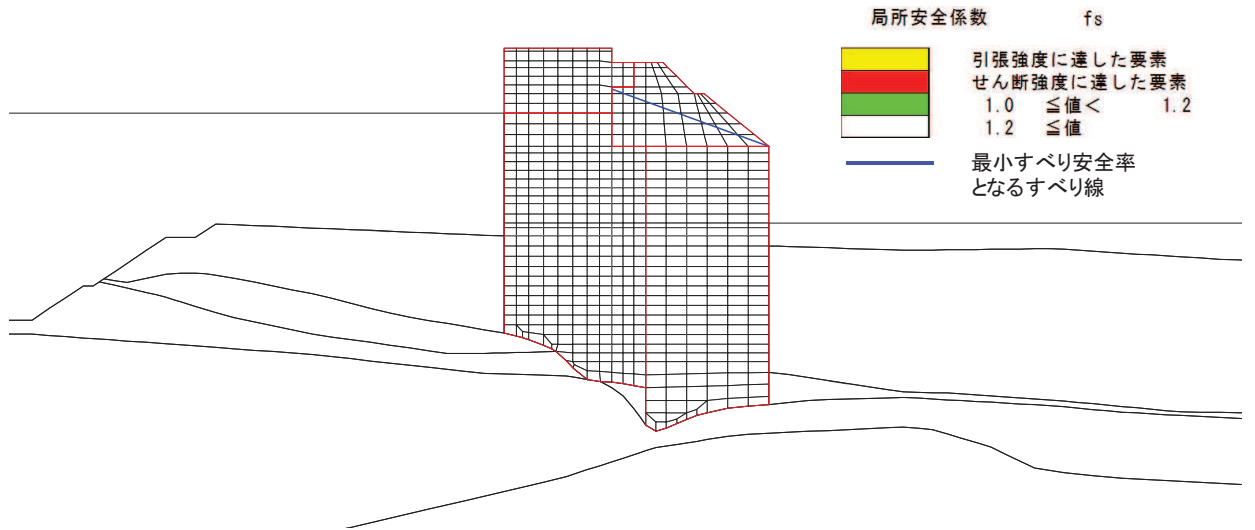 局所安全係数 fs
引張強度に達した要素
せん断強度に達した要素
1.0 ≦値< 1.2
1.2 ≦値
最小すべり安全率
となるすべり線